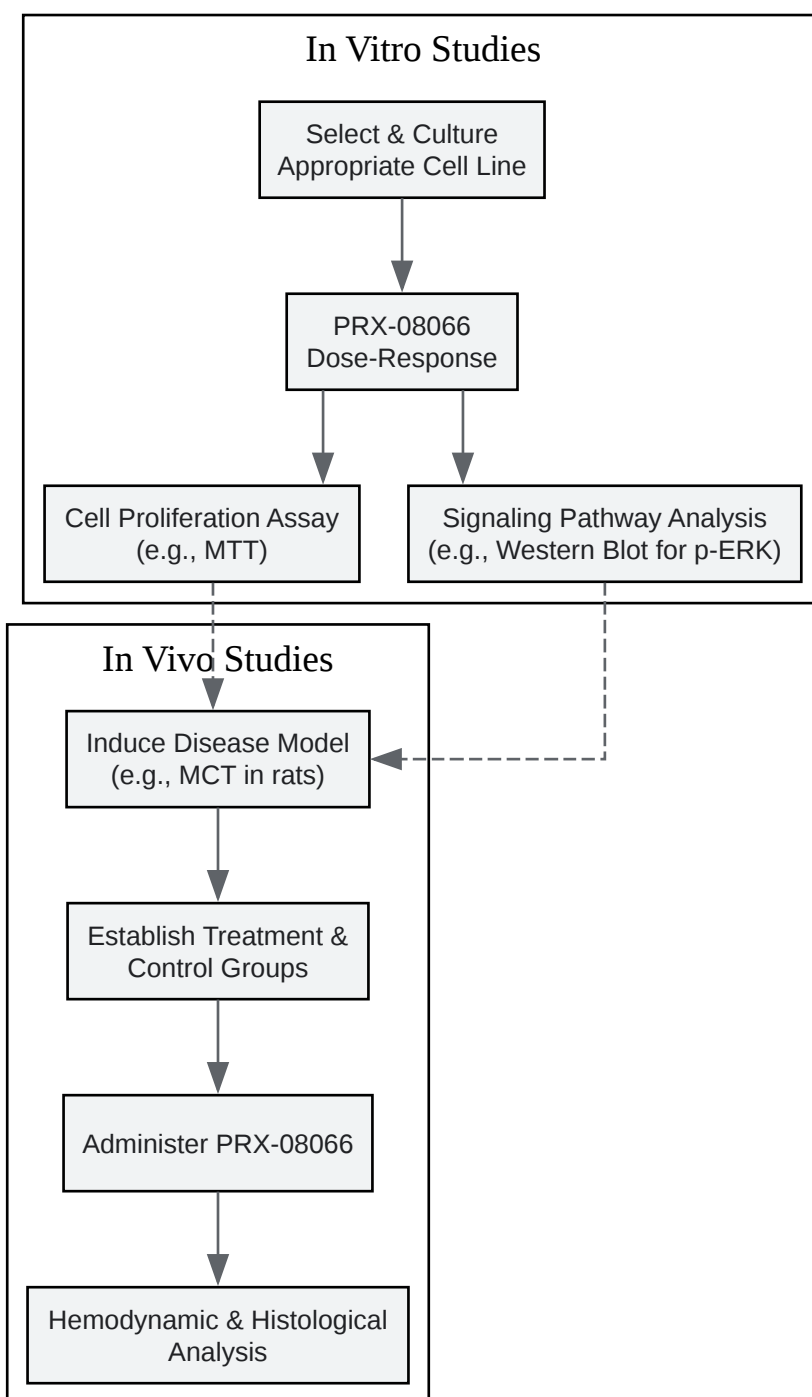 In Vitro Studies
Select & Culture
Appropriate Cell Line
PRX-08066
Dose-Response
Cell Proliferation Assay
(e.g., MTT)
Signaling Pathway Analysis
(e.g., Western Blot for p-ERK)
In Vivo Studies
Induce Disease Model
(e.g., MCT in rats)
Establish Treatment &
Control Groups
Administer PRX-08066
Hemodynamic & Histological
Analysis